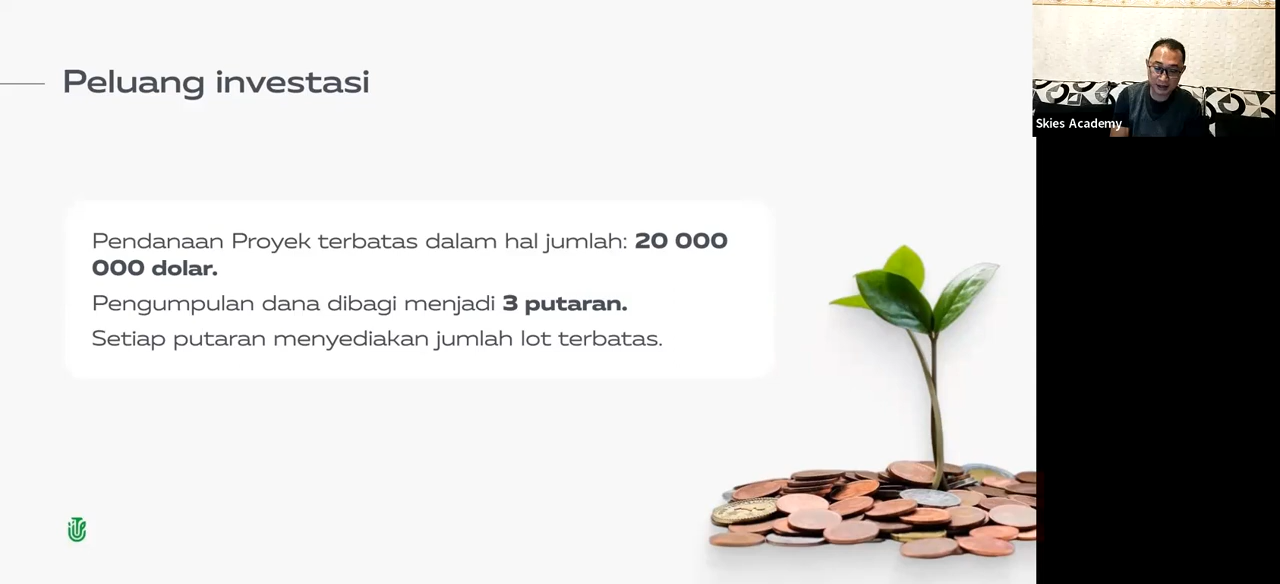 Peluang investasi
Pendanaan Proyek terbatas dalam hal jumlah: 20 000
000 dolar.
Pengumpulan dana dibagi menjadi 3 putaran.
Setiap putaran menyediakan jumlah lot terbatas.
Skies Academy